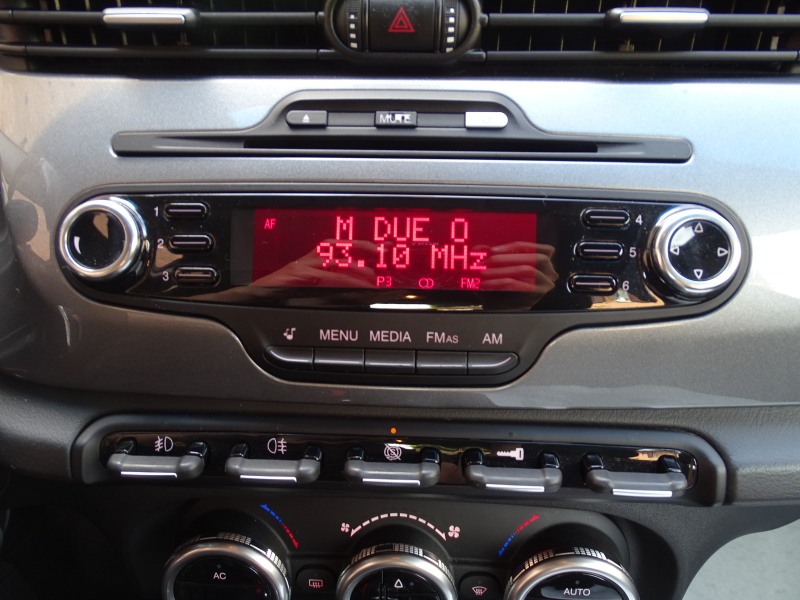 MUTE
1
2
3
AF
M DUE O
93.10 MHz
P3 FM2
4
5
6
MENU MEDIA FMAS AM
AC
AUTO